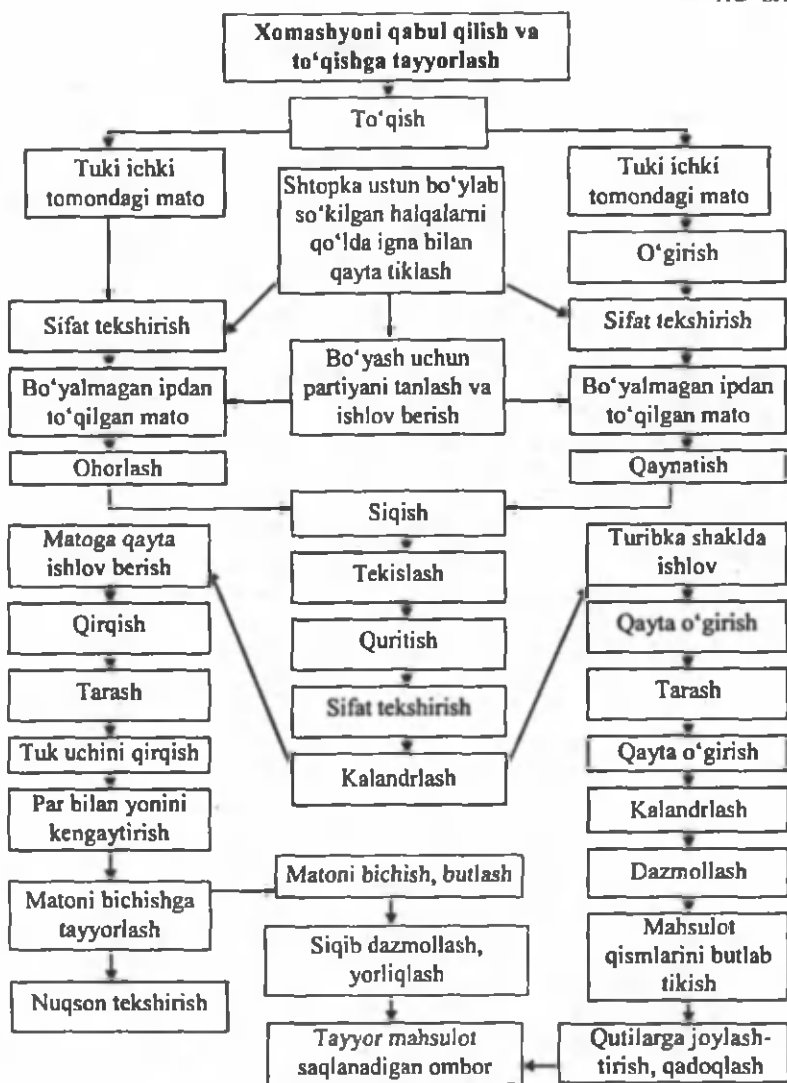 Xomashyoni qabul qilish va
to‘qishga tayyorlash
To‘qish
Tuki ichki
tomondagi mato
Shtopka ustun bo‘ylab
so‘kilgan halqalarni
qo‘lda igna bilan
qayta tiklash
Tuki ichki
tomondagi mato
O‘girish
Sifat tekshirish
Sifat tekshirish
Bo‘yash uchun
partiyani tanlash va
ishlov berish
Bo‘yalmagan ipdan
to‘qilgan mato
Bo‘yalmagan ipdan
to‘qilgan mato
Ohorlash
Qaynatish
Siqish
Matoga qayta
ishlov berish
Turibka shaklda
ishlov
Tekislash
Qirqish
Quritish
Qayta o‘girish
Tarash
Sifat tekshirish
Tarash
Tuk uchini qirqish
Kalandrlash
Qayta o‘girish
Par bilan yonini
kengaytirish
Kalandrlash
Matoni bichishga
tayyorlash
Matoni bichish, butlash
Dazmollash
Siqib dazmollash,
yorliqlash
Mahsulot
qismlarini butlab
tikish
Nuqson tekshirish
Tayyor mahsulot
saqlanadigan ombor
Qutilarga joylash-
tirish, qadoqlash